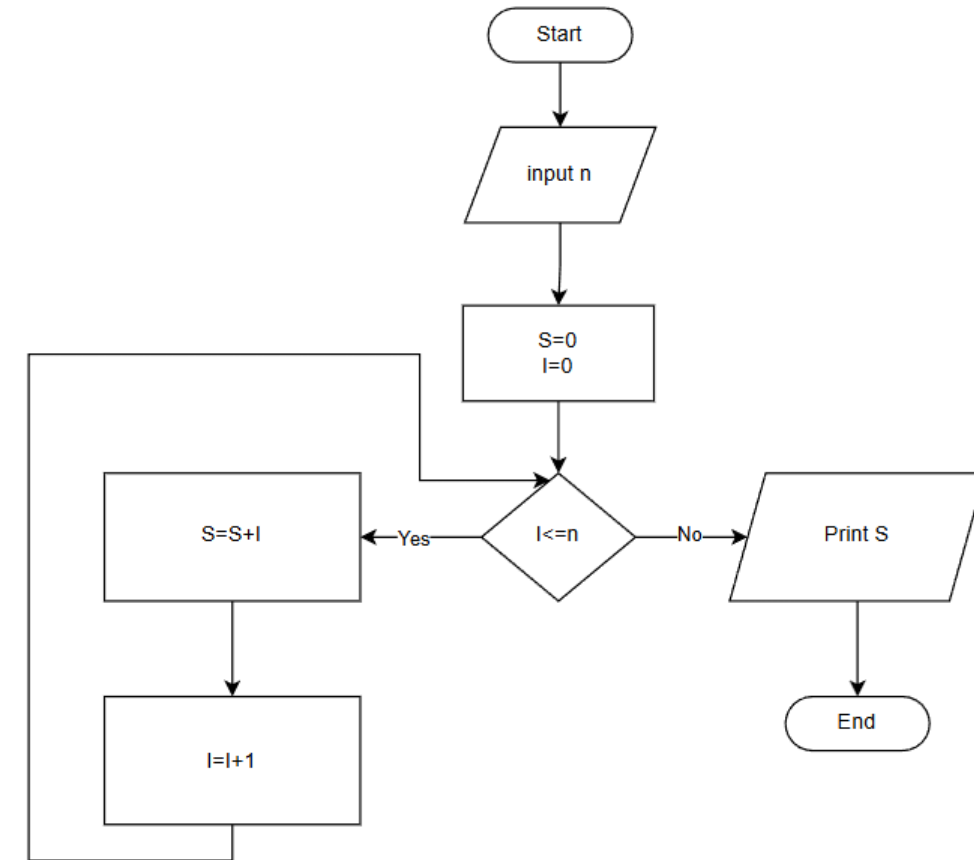 Start
input n
S=0
I=0
I<=n
Yes
No
S=S+I
Print S
I=I+1
End